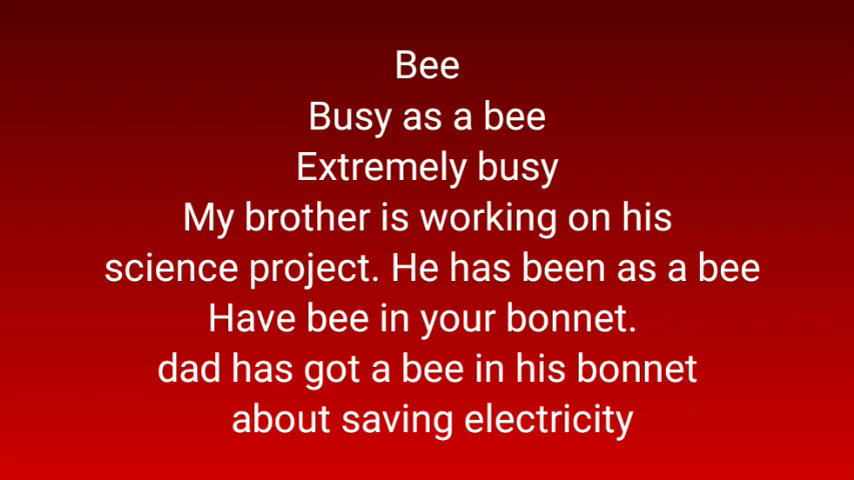 Bee
Busy as a bee
Extremely busy
My brother is working on his
science project. He has been as a bee
Have bee in your bonnet.
dad has got a bee in his bonnet
about saving electricity